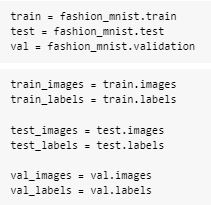 train = fashion_mnist.train
test = fashion_mnist.test
val = fashion_mnist.validation
train_images = train.images
train_labels = train.labels
test_images = test.images
test_labels = test.labels
val_images = val.images
val_labels = val.labels